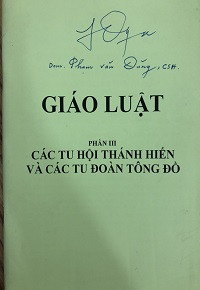 Dom. Phạm văn Dũng, CSR.
GIÁO LUẬT
PHẦN III
CÁC TU HỘI THÁNH HIẾN
VÀ CÁC TU ĐOÀN TÔNG ĐỒ